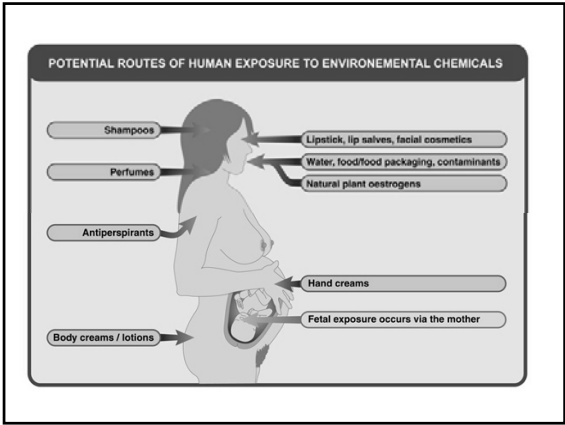 POTENTIAL ROUTES OF HUMAN EXPOSURE TO ENVIRONEMENTAL CHEMICALS
Shampoos
Perfumes
Antiperspirants
Body creams / lotions
Lipstick, lip salves, facial cosmetics
Water, food/food packaging, contaminants
Natural plant oestrogens
Hand creams
Fetal exposure occurs via the mother